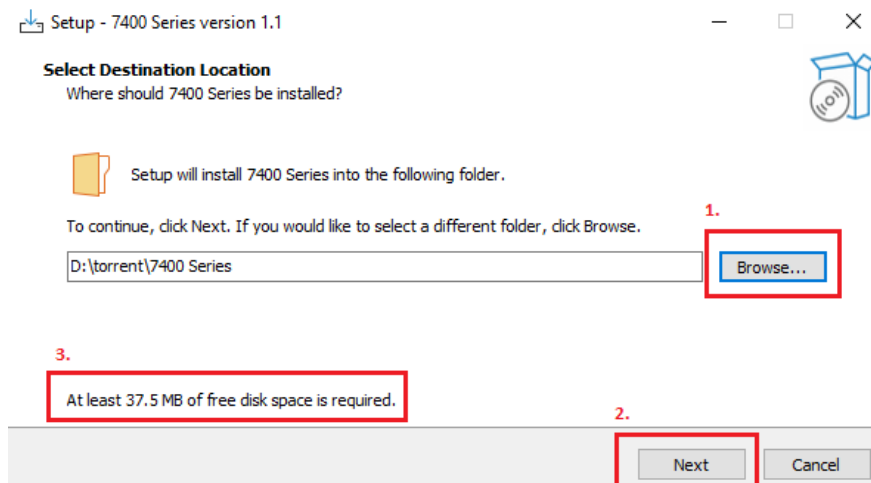 Setup - 7400 Series version 1.1
Select Destination Location
Where should 7400 Series be installed?
Setup will install 7400 Series into the following folder.
To continue, click Next. If you would like to select a different folder, click Browse.
1.
D:\torrent\7400 Series
Browse...
3.
At least 37.5 MB of free disk space is required.
2.
Next
Cancel